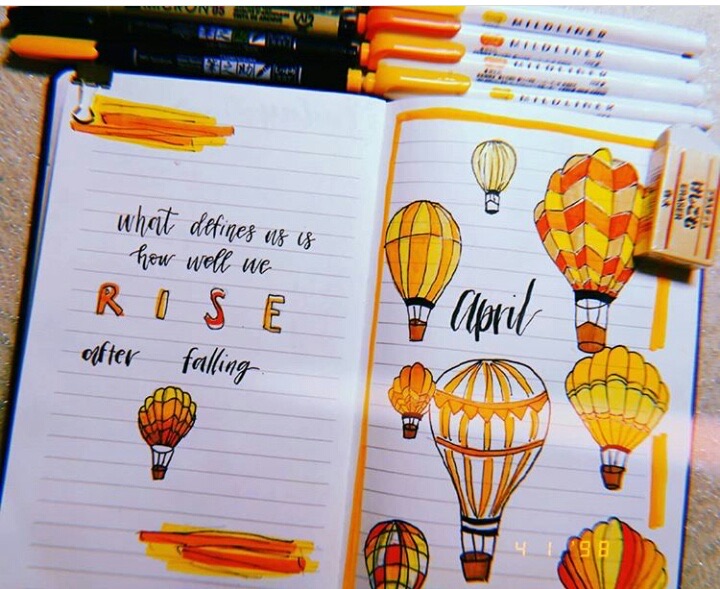 MICRON 05
MILDLINER
MILDLINER
MILDLINER
MILDLINER
what defines us is
how well we
RISE
after falling.
april
ERASER
4 1 '98